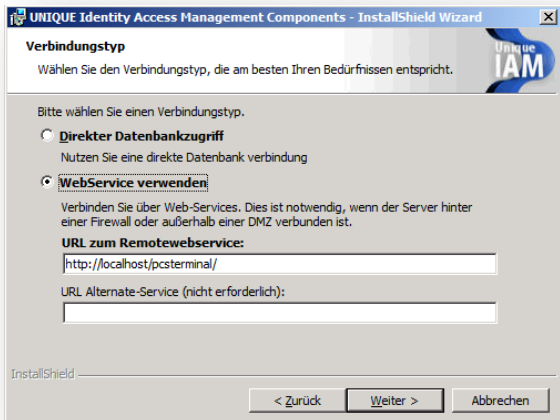 UNIQUE Identity Access Management Components - InstallShield Wizard
Verbindungstyp
Wählen Sie den Verbindungstyp, die am besten Ihren Bedürfnissen entspricht.
Unique
IAM
Bitte wählen Sie einen Verbindungstyp.
Direkter Datenbankzugriff
Nutzen Sie eine direkte Datenbank verbindung
WebService verwenden
Verbinden Sie über Web-Services. Dies ist notwendig, wenn der Server hinter
einer Firewall oder außerhalb einer DMZ verbunden ist.
URL zum Remotewebservice:
http://localhost/pcsterminal/
URL Alternate-Service (nicht erforderlich):
InstallShield
< Zurück
Weiter >
Abbrechen